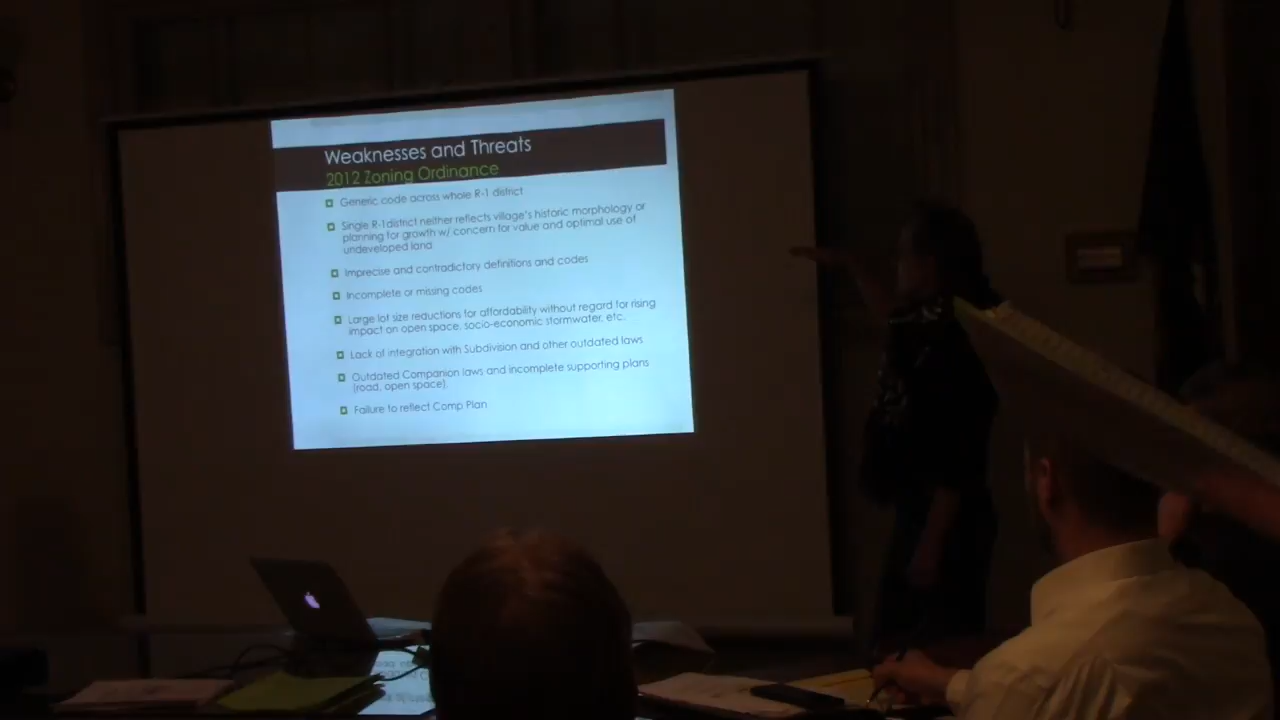 Weaknesses and Threats
2012 Zoning Ordinance
Generic code across whole R-1 district
Single R-1district neither reflects village's historic morphology or
planning for growth w/ concern for value and optimal use of
undeveloped land
Imprecise and contradictory definitions and codes
Incomplete or missing codes
Large lot size reductions for affordability without regard for rising
impact on open space, socio-economic stormwater, etc.
Lack of integration with Subdivision and other outdated laws
Outdated Companion laws and incomplete supporting plans
(road, open space).
Failure to reflect Comp Plan